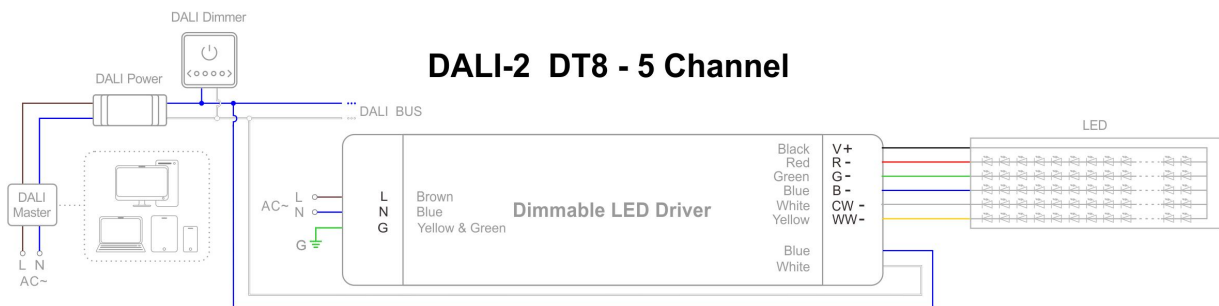 DALI Dimmer
DALI-2 DT8 - 5 Channel
DALI Power
DALI BUS
LED
DALI
Master
L N
AC~
AC~ L
N
G
L Brown
N Blue
G Yellow & Green
Dimmable LED Driver
Black V+
Red R-
Green G-
Blue B-
White CW -
Yellow WW-
Blue
White